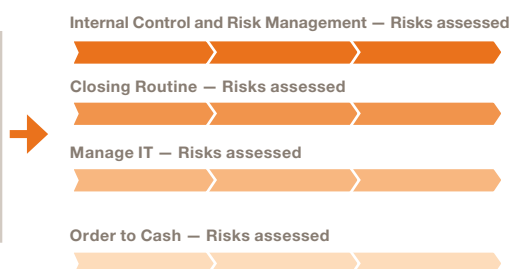 Internal Control and Risk Management — Risks assessed
Closing Routine — Risks assessed
Manage IT — Risks assessed
Order to Cash — Risks assessed